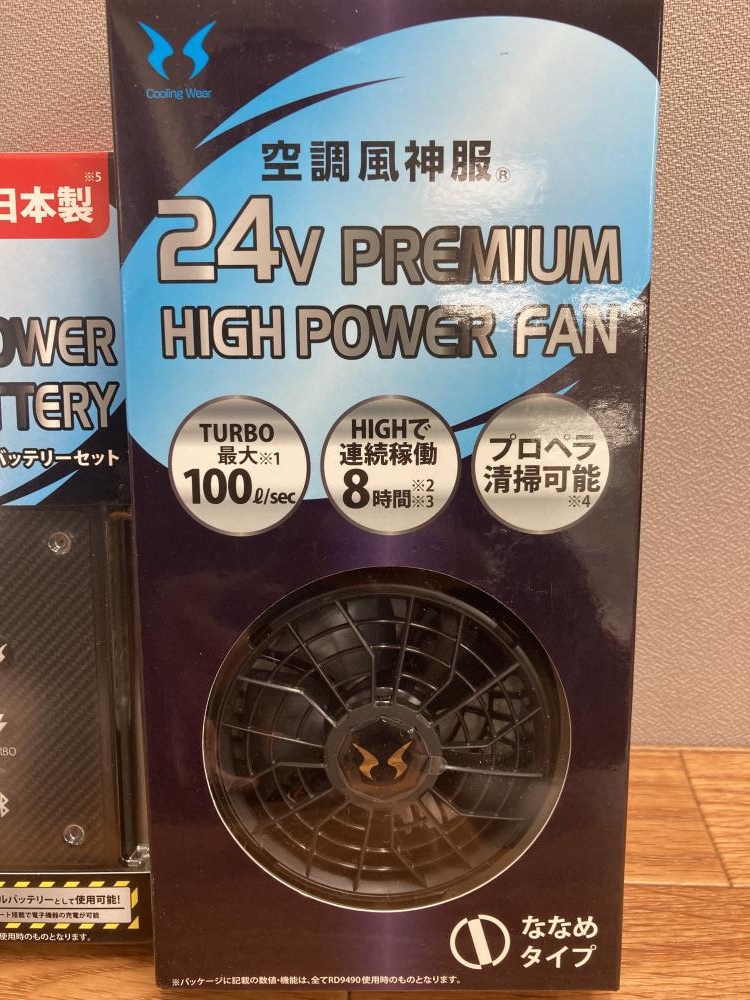 Cooling Wear
空調風神服®
24V PREMIUM
HIGH POWER FAN
TURBO
最大※1
100ℓ/sec
HIGHで
連続稼働
8時間※2※3
プロペラ
清掃可能
※4
ななめ
タイプ
※パッケージに記載の数値・機能は、全てRD9490使用時のものとなります。
※5
日本製
POWER
TTERY
バッテリーセット
バッテリーとして使用可能!
ート搭載で電子機器の充電が可能
使用時のものとなります。